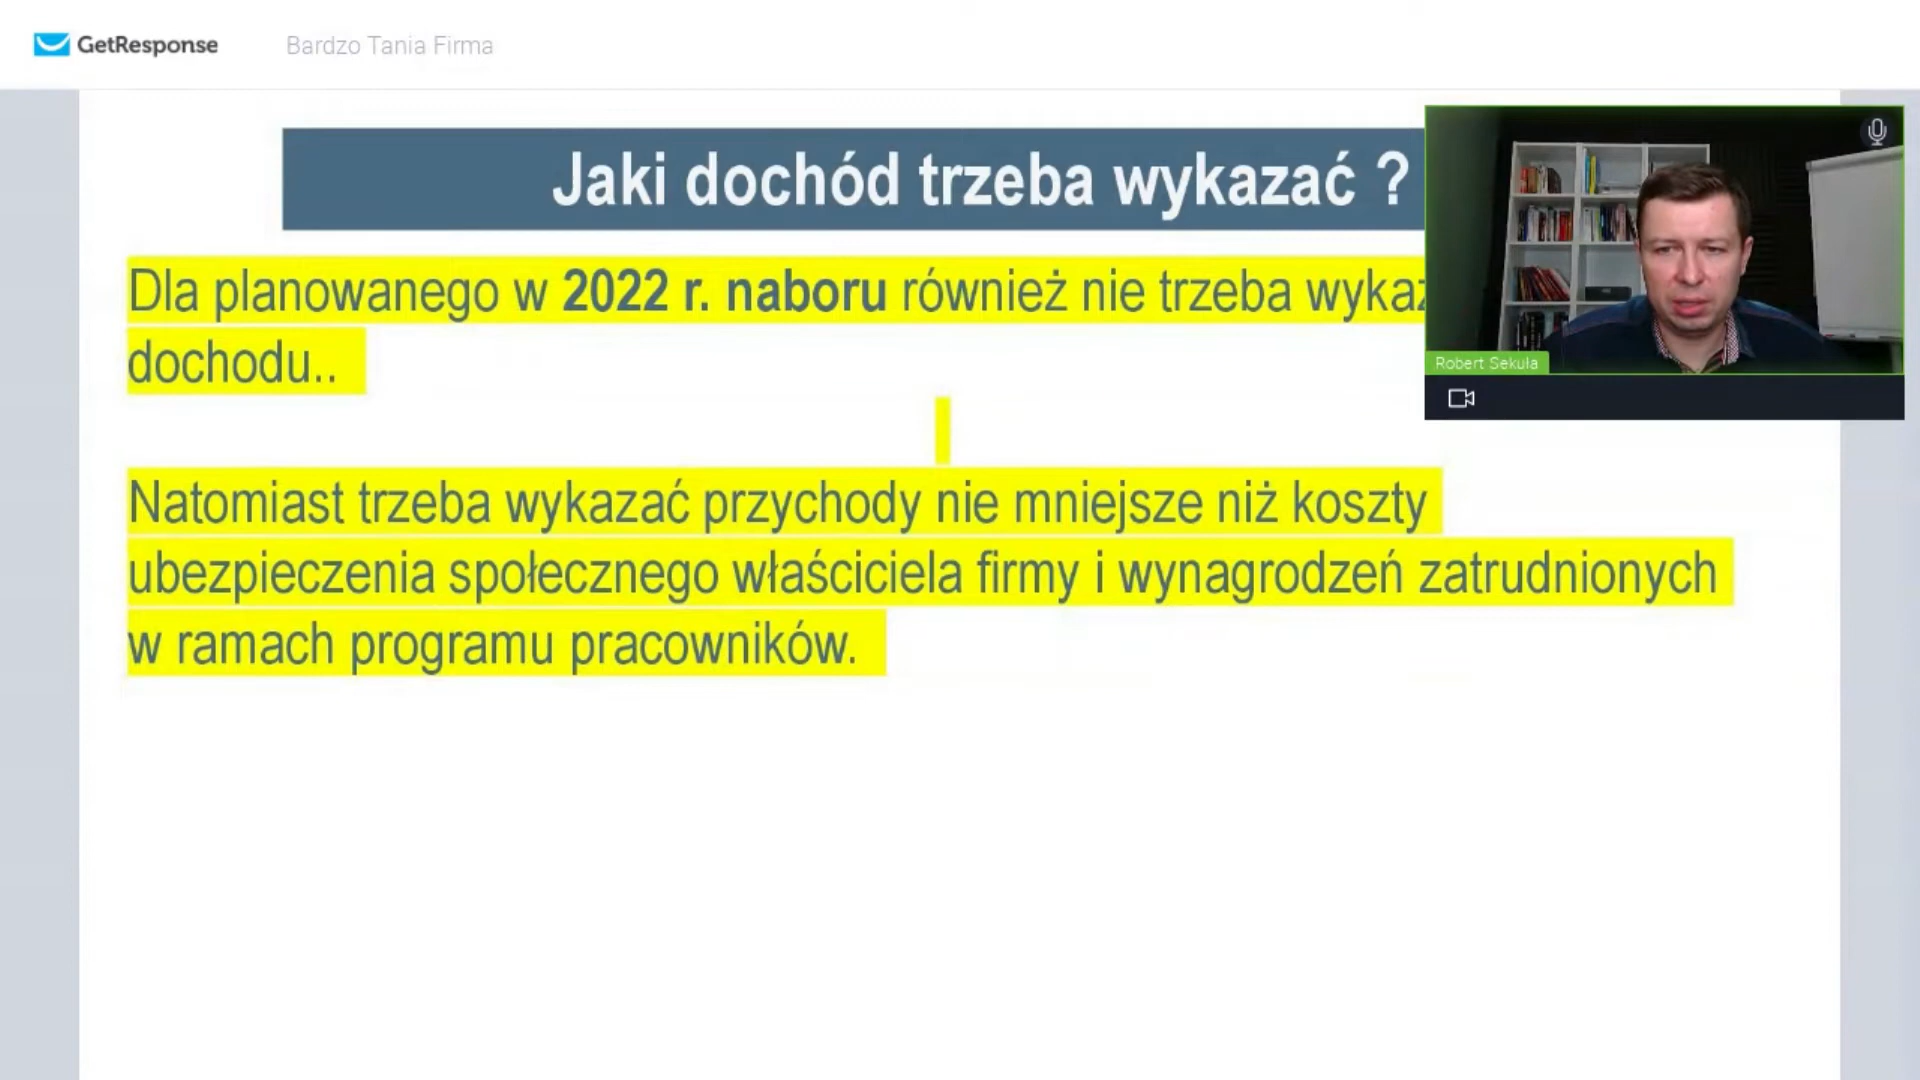 GetResponse
Bardzo Tania Firma
Jaki dochód trzeba wykazać ?
Dla planowanego w 2022 r. naboru również nie trzeba
dochodu..
Natomiast trzeba wykazać przychody nie mniejsze niż koszty
ubezpieczenia społecznego właściciela firmy i wynagrodzeń zatrudnionych
w ramach programu pracowników.
Robert Sekuła